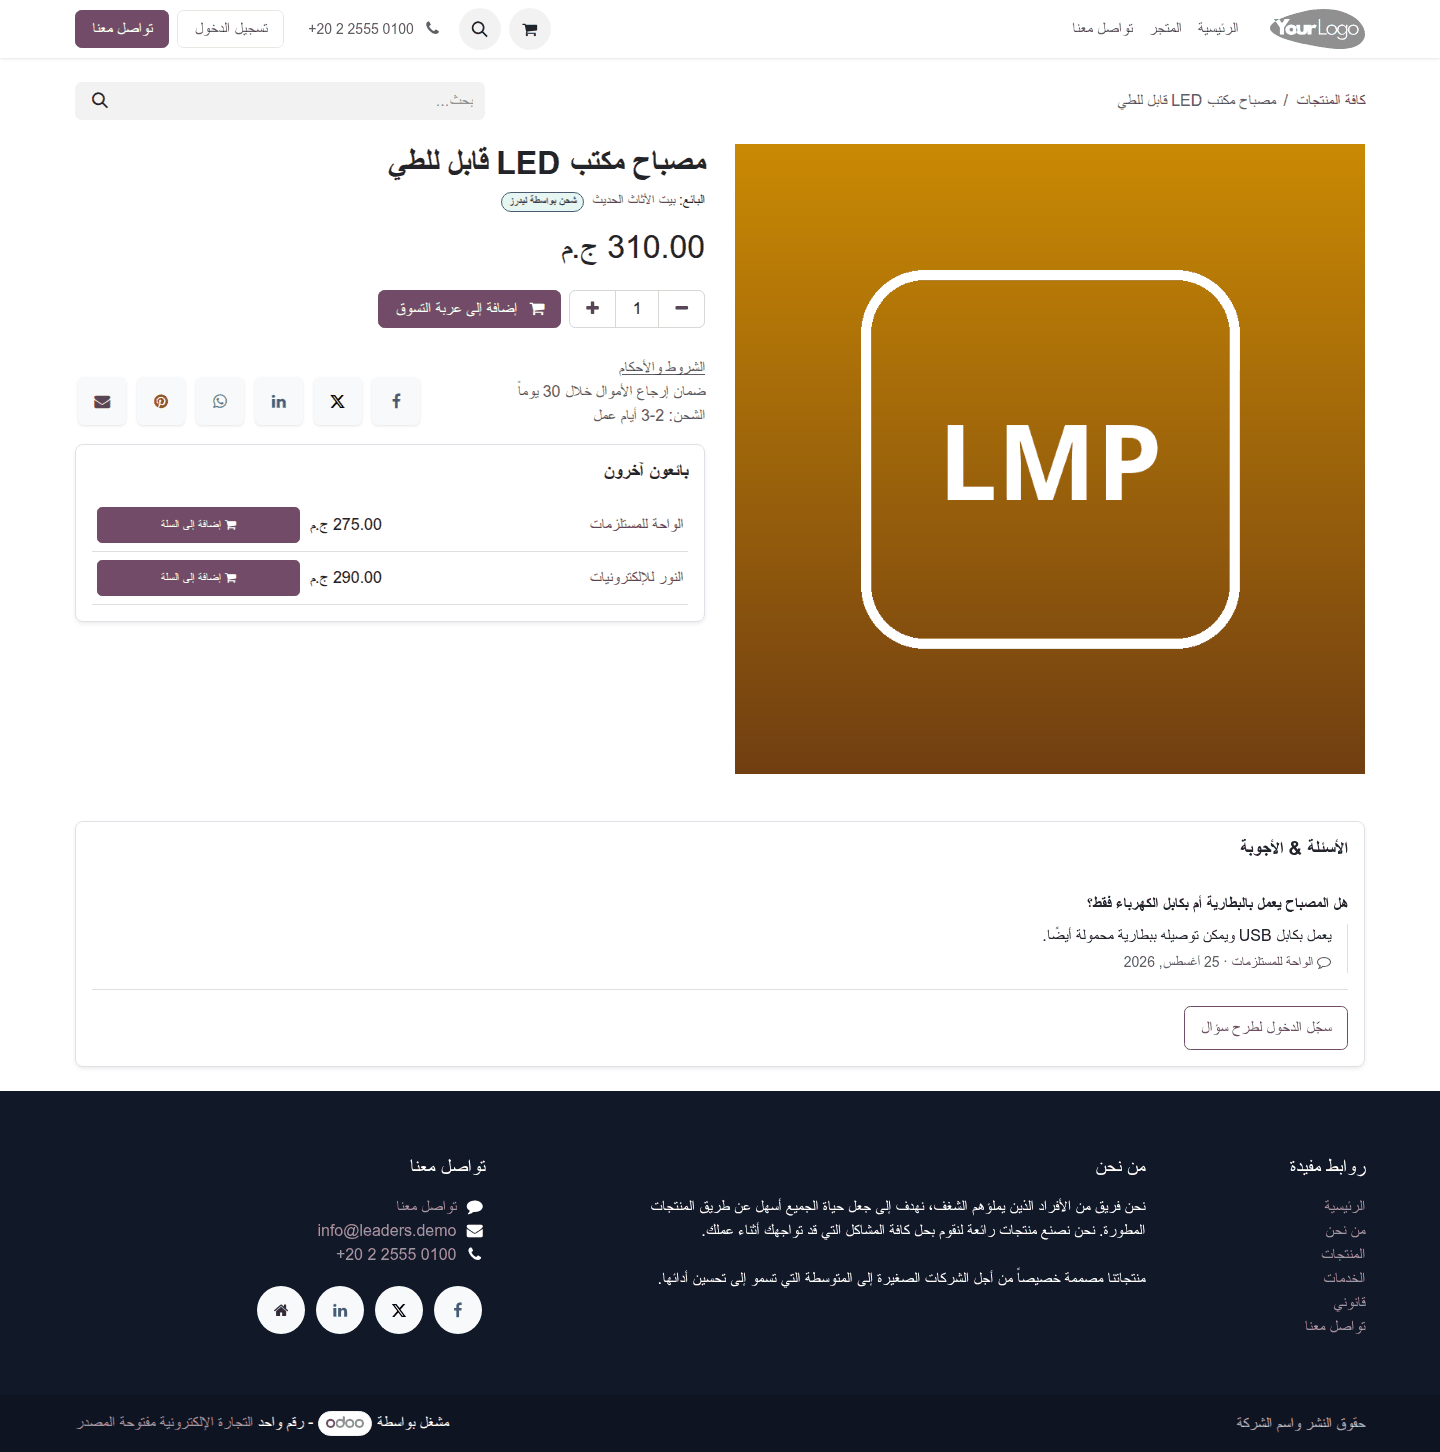 YourLogo
الرئيسية
المتجر
تواصل معنا
+20 2 2555 0100
تسجيل الدخول
تواصل معنا
كافة المنتجات / مصباح مكتب LED قابل للطي
بحث...
LMP
مصباح مكتب LED قابل للطي
البائع: بيت الأثاث الحديث شحن بواسطة ليدرز
310.00 ج.م
1
إضافة إلى عربة التسوق
الشروط والأحكام
ضمان إرجاع الأموال خلال 30 يوماً
الشحن: 2-3 أيام عمل
بائعون آخرون
الواحة للمستلزمات 275.00 ج.م إضافة إلى السلة
النور للإلكترونيات 290.00 ج.م إضافة إلى السلة
الأسئلة & الأجوبة
هل المصباح يعمل بالبطارية أم بكابل الكهرباء فقط؟
يعمل بكابل USB ويمكن توصيله ببطارية محمولة أيضًا.
الواحة للمستلزمات · 25 أغسطس, 2026
سجّل الدخول لطرح سؤال
روابط مفيدة
الرئيسية
من نحن
المنتجات
الخدمات
قانوني
تواصل معنا
من نحن
نحن فريق من الأفراد الذين يملؤهم الشغف، نهدف إلى جعل حياة الجميع أسهل عن طريق المنتجات
المطورة. نحن نصنع منتجات رائعة لنقوم بحل كافة المشاكل التي قد تواجهك أثناء عملك.
منتجاتنا مصممة خصيصاً من أجل الشركات الصغيرة إلى المتوسطة التي تسمو إلى تحسين أدائها.
تواصل معنا
تواصل معنا
info@leaders.demo
+20 2 2555 0100
حقوق النشر واسم الشركة
مشغل بواسطة odoo - رقم واحد التجارة الإلكترونية مفتوحة المصدر